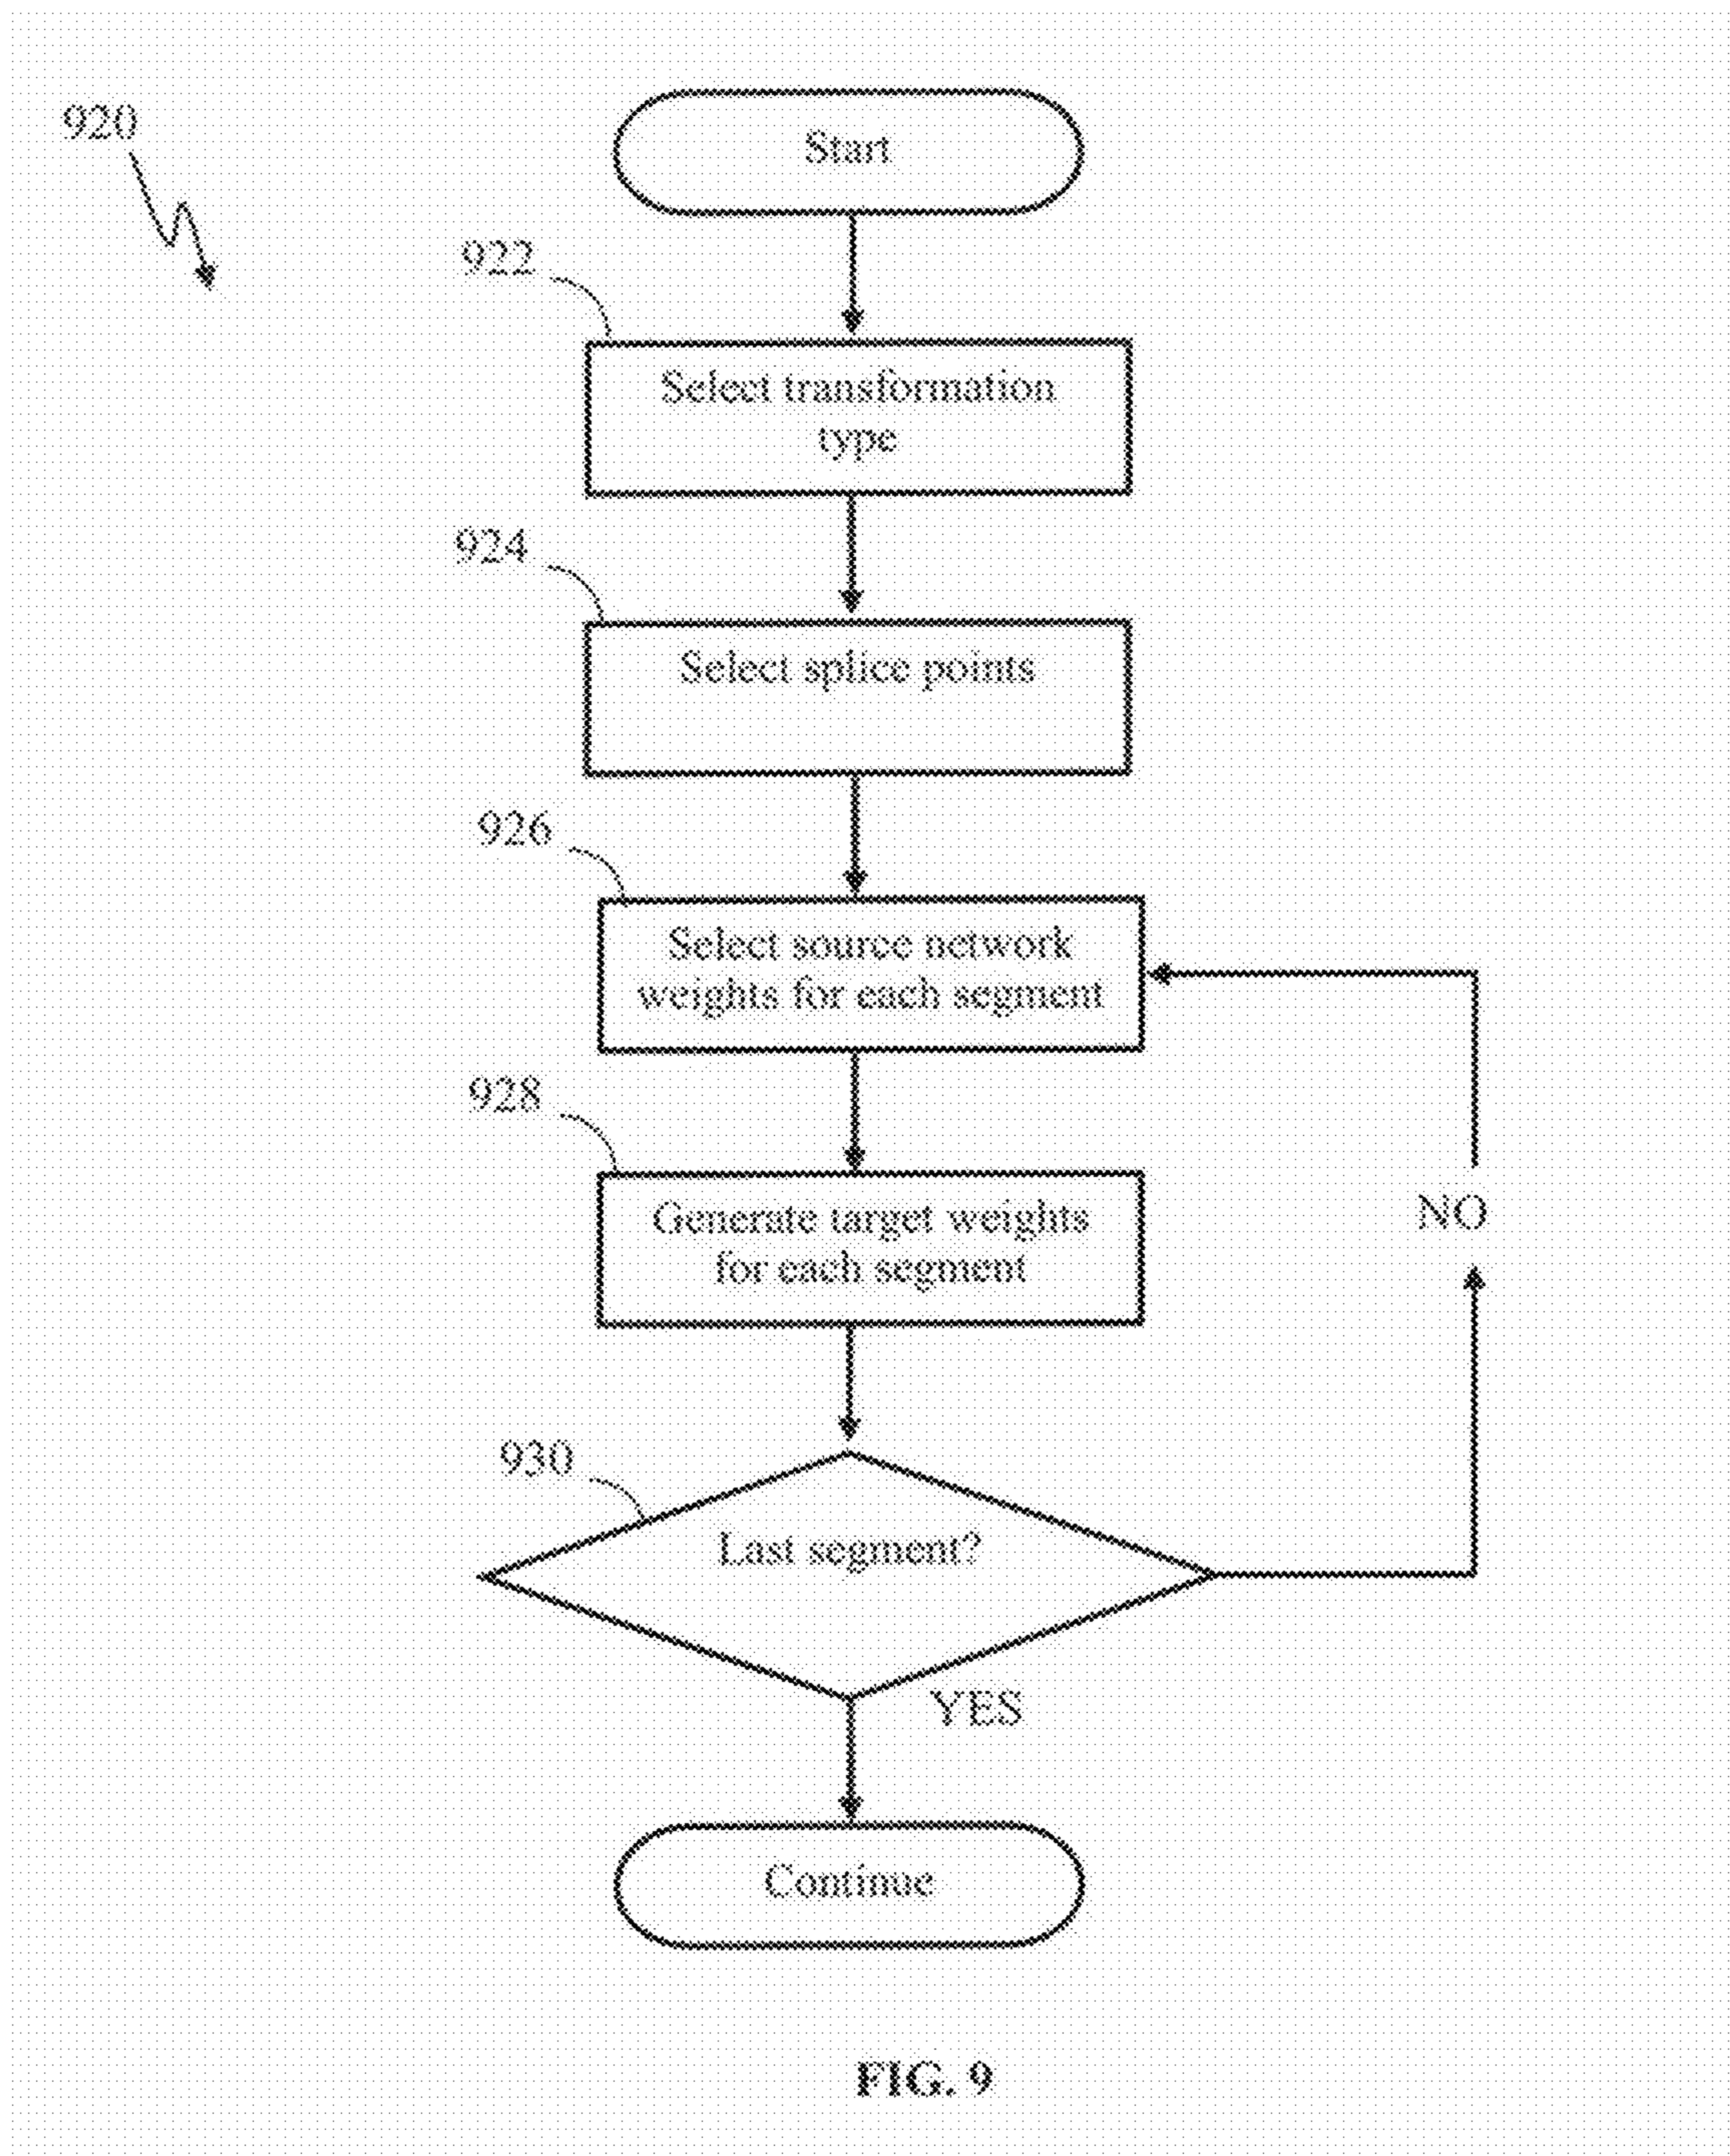 920
Start
922
Select transformation
type
924
Select splice points
926
Select source network
weights for each segment
928
Generate target weights
for each segment
NO
930
Last segment?
YES
Continue
FIG. 9